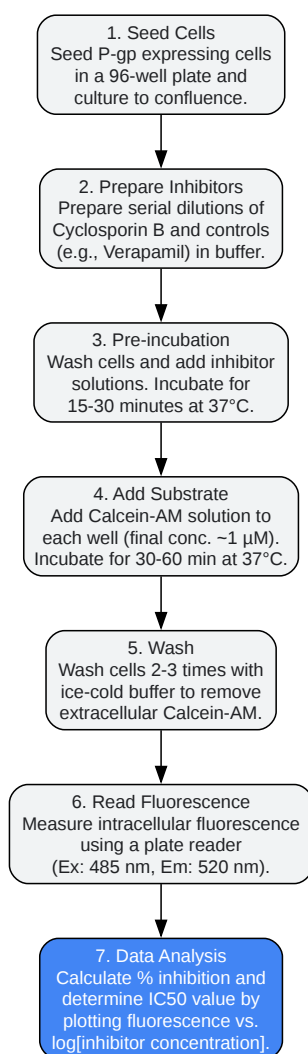 1. Seed Cells
Seed P-gp expressing cells
in a 96-well plate and
culture to confluence.
2. Prepare Inhibitors
Prepare serial dilutions of
Cyclosporin B and controls
(e.g., Verapamil) in buffer.
3. Pre-incubation
Wash cells and add inhibitor
solutions. Incubate for
15-30 minutes at 37°C.
4. Add Substrate
Add Calcein-AM solution to
each well (final conc. ~1 µM).
Incubate for 30-60 min at 37°C.
5. Wash
Wash cells 2-3 times with
ice-cold buffer to remove
extracellular Calcein-AM.
6. Read Fluorescence
Measure intracellular fluorescence
using a plate reader
(Ex: 485 nm, Em: 520 nm).
7. Data Analysis
Calculate % inhibition and
determine IC50 value by
plotting fluorescence vs.
log[inhibitor concentration].